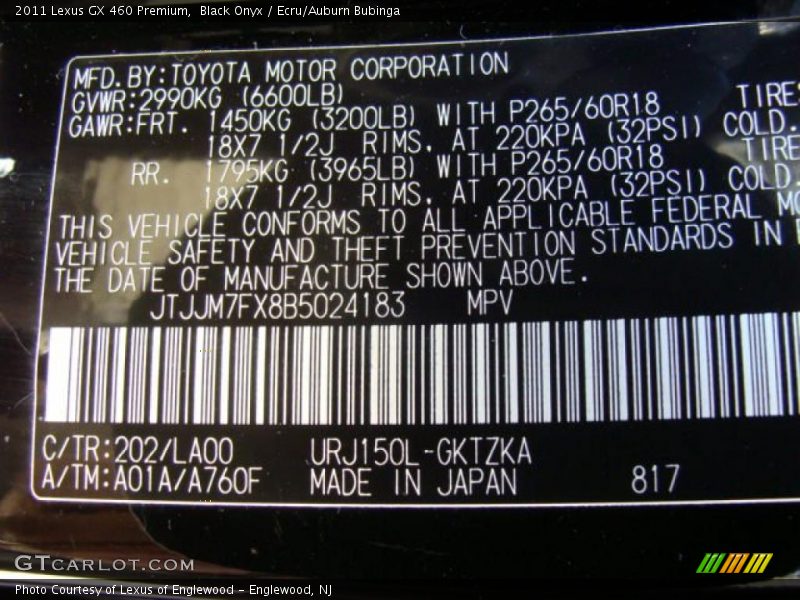 2011 Lexus GX 460 Premium,  Black Onyx / Ecru/Auburn Bubinga
MFD.BY:TOYOTA MOTOR CORPORATION
GVWR:2990KG (6600LB)
GAWR:FRT. 1450KG (3200LB) WITH P265/60R18 TIRES
18X7 1/2J RIMS, AT 220KPA (32PSI) COLD.
RR. 1795KG (3965LB) WITH P265/60R18 TIRE
18X7 1/2J RIMS, AT 220KPA (32PSI) COLD.
THIS VEHICLE CONFORMS TO ALL APPLICABLE FEDERAL MO
VEHICLE SAFETY AND THEFT PREVENTION STANDARDS IN
THE DATE OF MANUFACTURE SHOWN ABOVE.
JTJJM7FX8B5024183 MPV
C/TR:202/LA00 URJ150L-GKTZKA
A/TM:A01A/A760F MADE IN JAPAN 817
GTCARLOT.COM
Photo Courtesy of Lexus of Englewood – Englewood, NJ